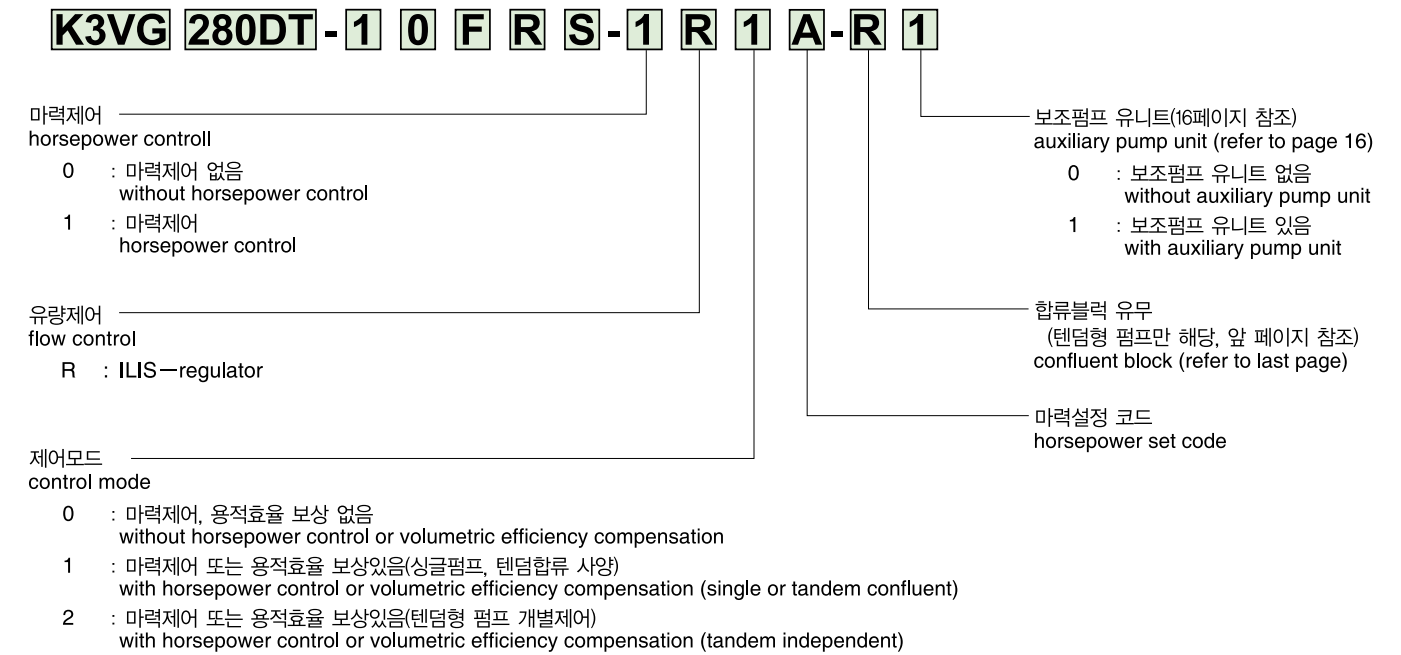 K3VG 280DT-1 0 F R S-1 R 1 A-R 1
마력제어
horsepower controll
0 : 마력제어 없음
without horsepower control
1 : 마력제어
horsepower control
유량제어
flow control
R : ILIS－regulator
제어모드
control mode
0 : 마력제어, 용적효율 보상 없음
without horsepower control or volumetric efficiency compensation
1 : 마력제어 또는 용적효율 보상있음(싱글펌프, 텐덤합류 사양)
with horsepower control or volumetric efficiency compensation (single or tandem confluent)
2 : 마력제어 또는 용적효율 보상있음(텐덤형 펌프 개별제어)
with horsepower control or volumetric efficiency compensation (tandem independent)
보조펌프 유니트(16페이지 참조)
auxiliary pump unit (refer to page 16)
0 : 보조펌프 유니트 없음
without auxiliary pump unit
1 : 보조펌프 유니트 있음
with auxiliary pump unit
합류블럭 유무
(텐덤형 펌프만 해당, 앞 페이지 참조)
confluent block (refer to last page)
마력설정 코드
horsepower set code